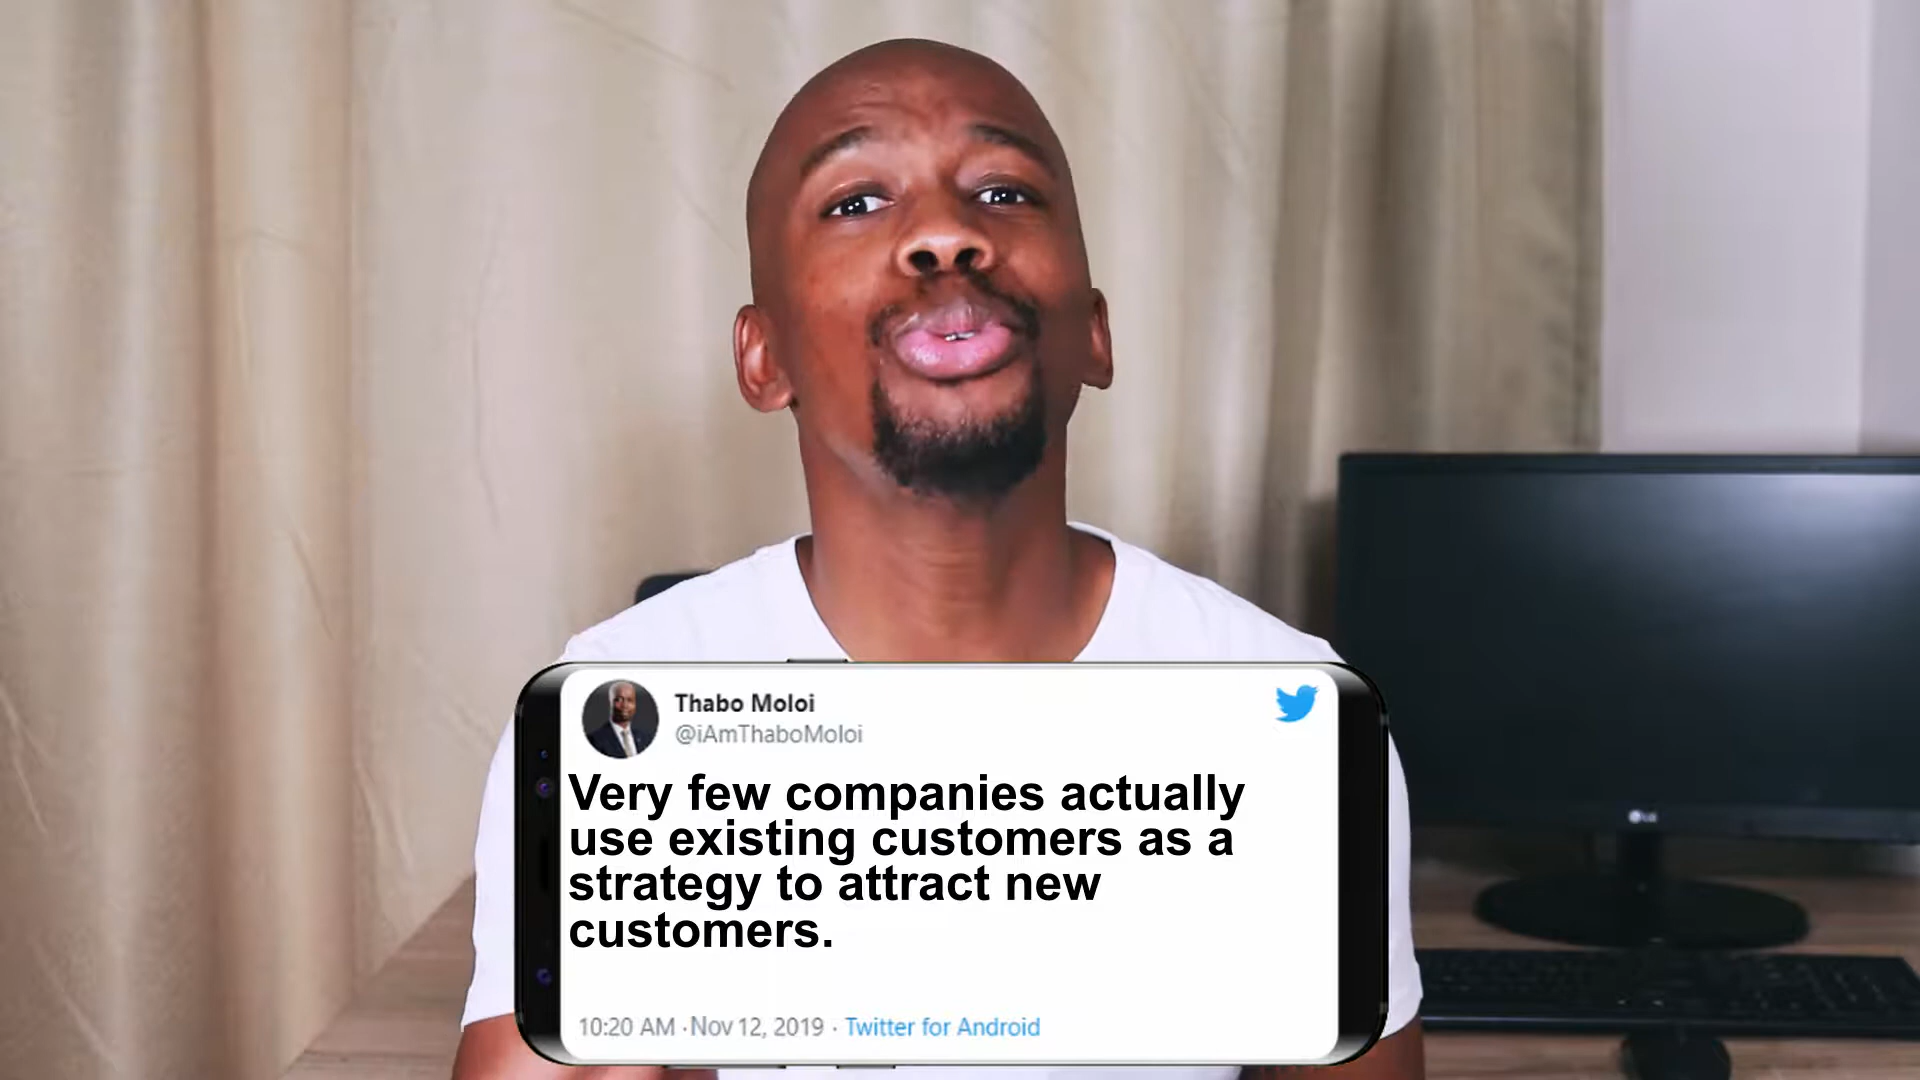 Thabo Moloi
@iAmThaboMoloi
Very few companies actually
use existing customers as a
strategy to attract new
customers.
10:20 AM · Nov 12, 2019 · Twitter for Android
LG